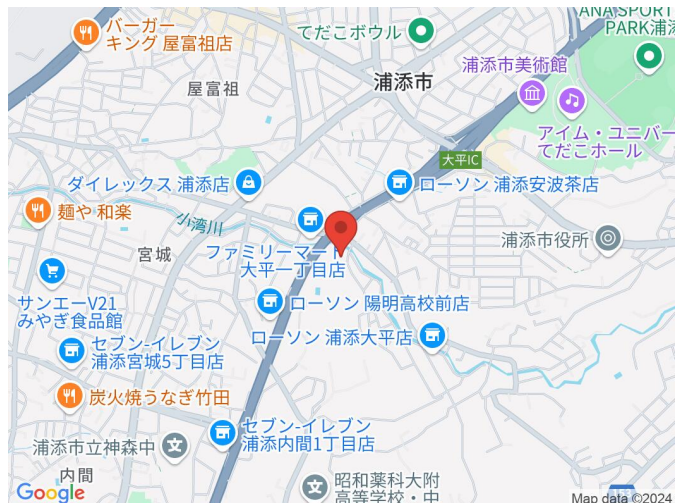 バーガー
キング 屋富祖店
てだこボウル
ANA SPORT
PARK浦添
浦添市
浦添市美術館
屋富祖
アイム・ユニバー
てだこホール
大平IC
ダイレックス 浦添店
ローソン 浦添安波茶店
麺や 和楽
小湾川
宮城
ファミリーマート
大平一丁目店
浦添市役所
サンエーV21
みやぎ食品館
ローソン 陽明高校前店
ローソン 浦添大平店
セブン-イレブン
浦添宮城5丁目店
炭火焼うなぎ竹田
セブン-イレブン
浦添内間1丁目店
浦添市立神森中
内間
昭和薬科大附
高等学校・中
Google
Map data ©2024